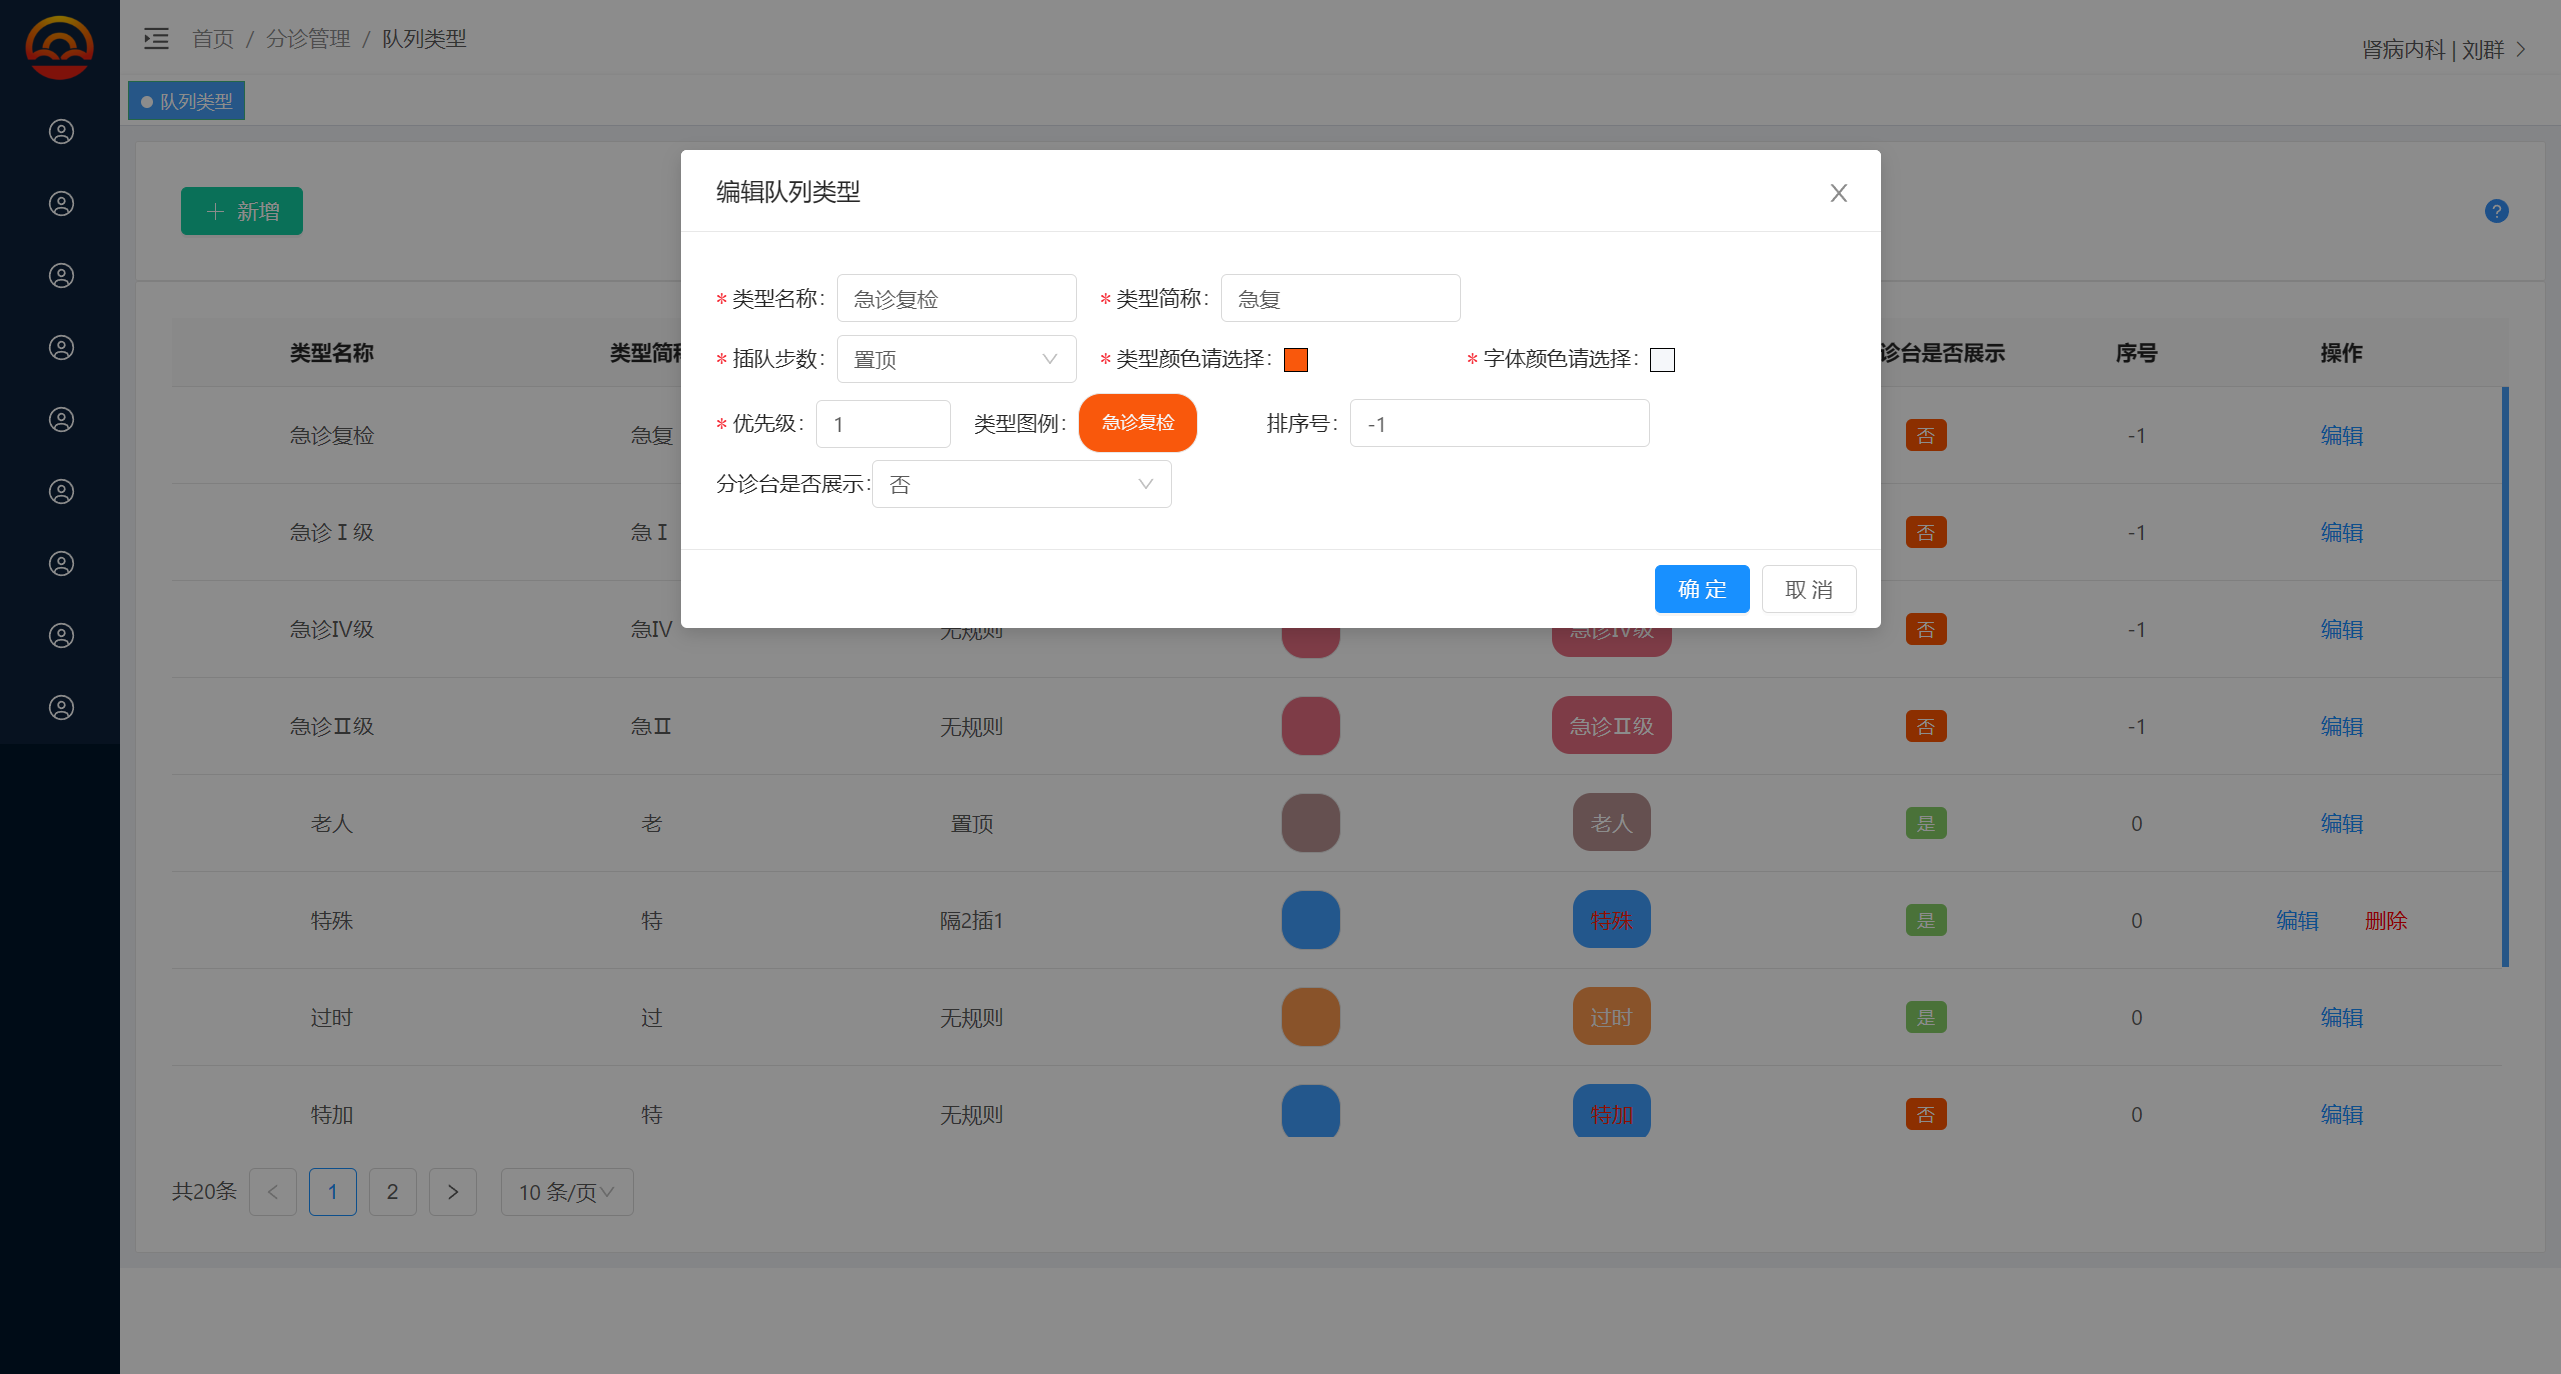 首页 / 分诊管理 / 队列类型
肾病内科 | 刘群
队列类型
新增
编辑队列类型
* 类型名称: 急诊复检 * 类型简称: 急复
* 插队步数: 置顶 * 类型颜色请选择: * 字体颜色请选择:
* 优先级: 1 类型图例: 急诊复检 排序号: -1
分诊台是否展示: 否
确 定 取 消
类型名称 类型简称 诊台是否展示 序号 操作
急诊复检 急复 否 -1 编辑
急诊Ⅰ级 急Ⅰ 否 -1 编辑
急诊IV级 急IV 无规则 急诊IV级 否 -1 编辑
急诊Ⅱ级 急Ⅱ 无规则 急诊Ⅱ级 否 -1 编辑
老人 老 置顶 老人 是 0 编辑
特殊 特 隔2插1 特殊 是 0 编辑 删除
过时 过 无规则 过时 是 0 编辑
特加 特 无规则 特加 否 0 编辑
共20条 < 1 2 > 10 条/页